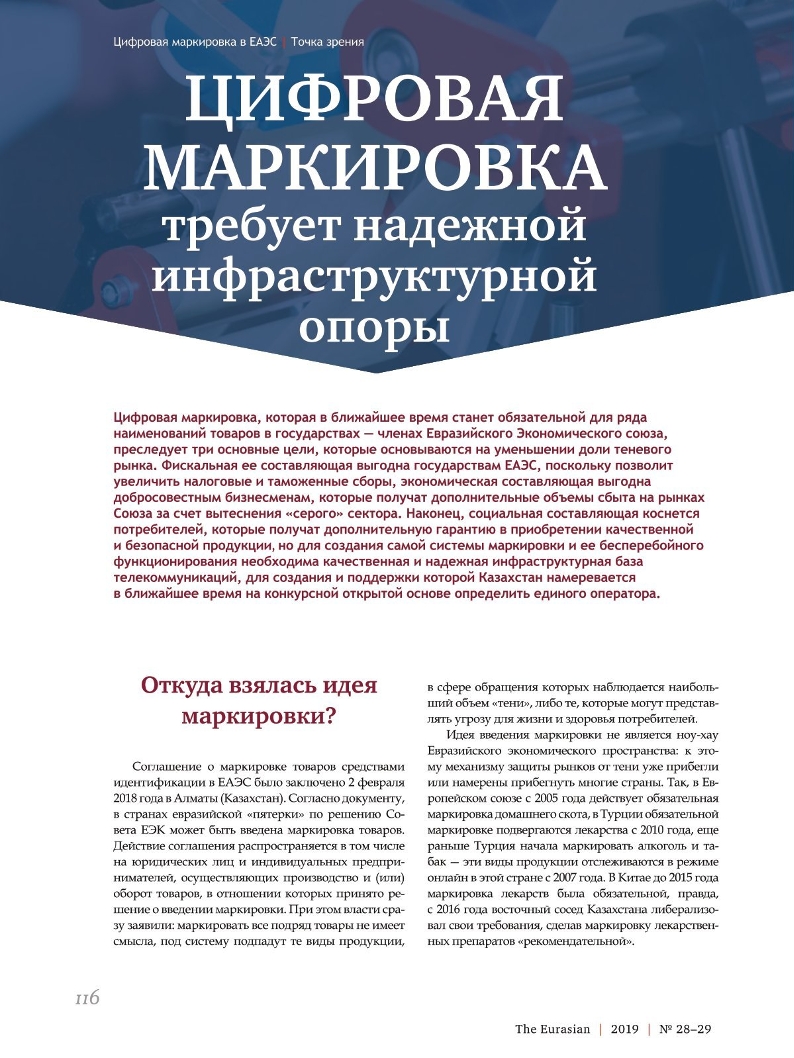 Цифровая маркировка в ЕАЭС | Точка зрения
ЦИФРОВАЯ
МАРКИРОВКА
требует надежной
инфраструктурной
опоры
Цифровая маркировка, которая в ближайшее время станет обязательной для ряда
наименований товаров в государствах — членах Евразийского Экономического союза,
преследует три основные цели, которые основываются на уменьшении доли теневого
рынка. Фискальная ее составляющая выгодна государствам ЕАЭС, поскольку позволит
увеличить налоговые и таможенные сборы, экономическая составляющая выгодна
добросовестным бизнесменам, которые получат дополнительные объемы сбыта на рынках
Союза за счет вытеснения «серого» сектора. Наконец, социальная составляющая коснется
потребителей, которые получат дополнительную гарантию в приобретении качественной
и безопасной продукции, но для создания самой системы маркировки и ее бесперебойного
функционирования необходима качественная и надежная инфраструктурная база
телекоммуникаций, для создания и поддержки которой Казахстан намеревается
в ближайшее время на конкурсной открытой основе определить единого оператора.
Откуда взялась идея
маркировки?
Соглашение о маркировке товаров средствами
идентификации в ЕАЭС было заключено 2 февраля
2018 года в Алматы (Казахстан). Согласно документу,
в странах евразийской «пятерки» по решению Со-
вета ЕЭК может быть введена маркировка товаров.
Действие соглашения распространяется в том числе
на юридических лиц и индивидуальных предпри-
нимателей, осуществляющих производство и (или)
оборот товаров, в отношении которых принято ре-
шение о введении маркировки. При этом власти сра-
зу заявили: маркировать все подряд товары не имеет
смысла, под систему подпадут те виды продукции,
в сфере обращения которых наблюдается наиболь-
ший объем «тени», либо те, которые могут представ-
лять угрозу для жизни и здоровья потребителей.
Идея введения маркировки не является ноу-хау
Евразийского экономического пространства: к это-
му механизму защиты рынков от тени уже прибегли
или намерены прибегнуть многие страны. Так, в Ев-
ропейском союзе с 2005 года действует обязательная
маркировка домашнего скота, в Турции обязательной
маркировке подвергаются лекарства с 2010 года, еще
раньше Турция начала маркировать алкоголь и та-
бак — эти виды продукции отслеживаются в режиме
онлайн в этой стране с 2007 года. В Китае до 2015 года
маркировка лекарств была обязательной, правда,
с 2016 года восточный сосед Казахстана либерализо-
вал свои требования, сделав маркировку лекарствен-
ных препаратов «рекомендательной».
116
The Eurasian | 2019 | № 28–29